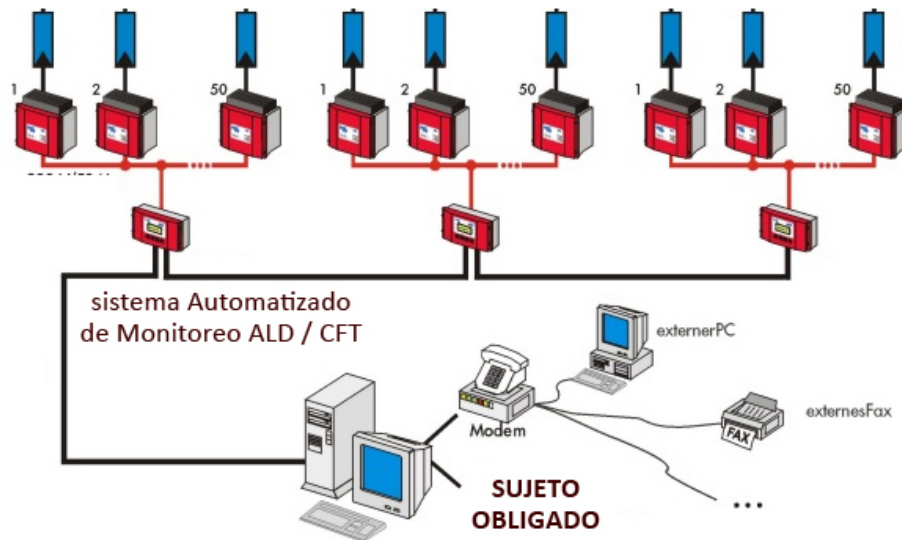 1 2 50 1 2 50 1 2 50
sistema Automatizado
de Monitoreo ALD / CFT
externerPC
externesFax
Modem
FAX
SUJETO
OBLIGADO